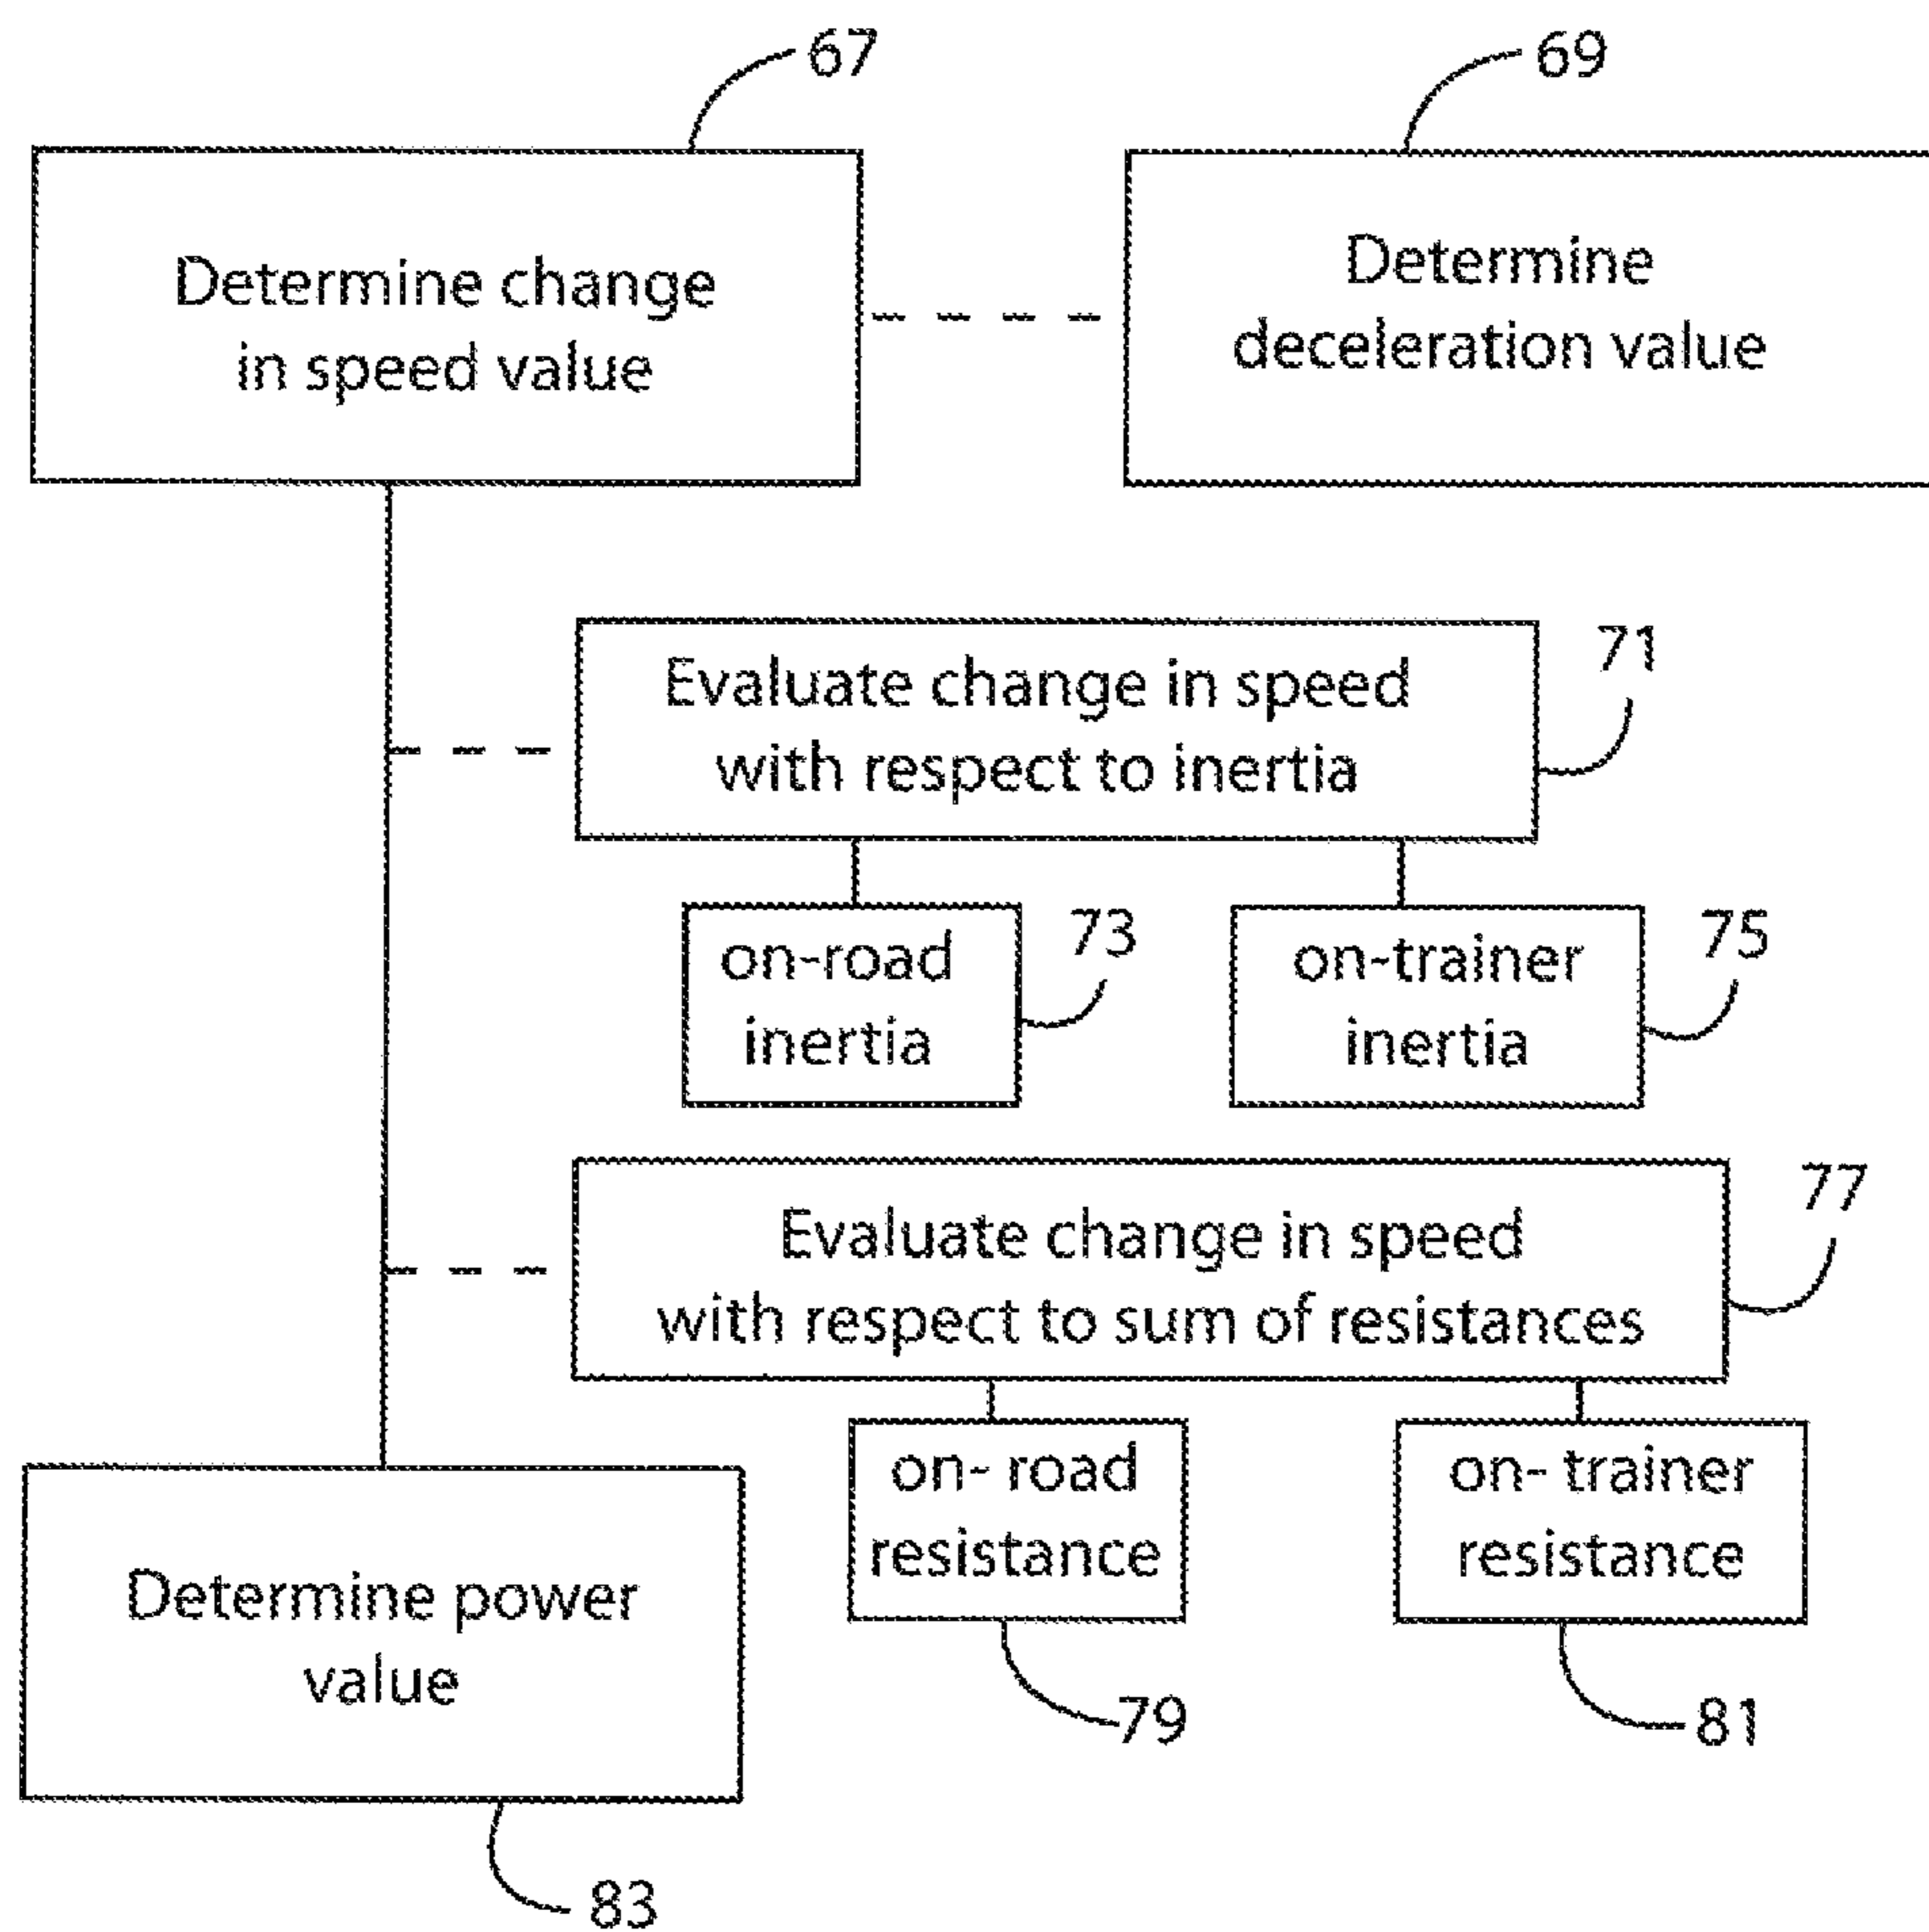 67
69
Determine change
in speed value
Determine
deceleration value
71
Evaluate change in speed
with respect to inertia
73
75
on-road
inertia
on-trainer
inertia
77
Evaluate change in speed
with respect to sum of resistances
on- road
resistance
on- trainer
resistance
Determine power
value
79
81
83